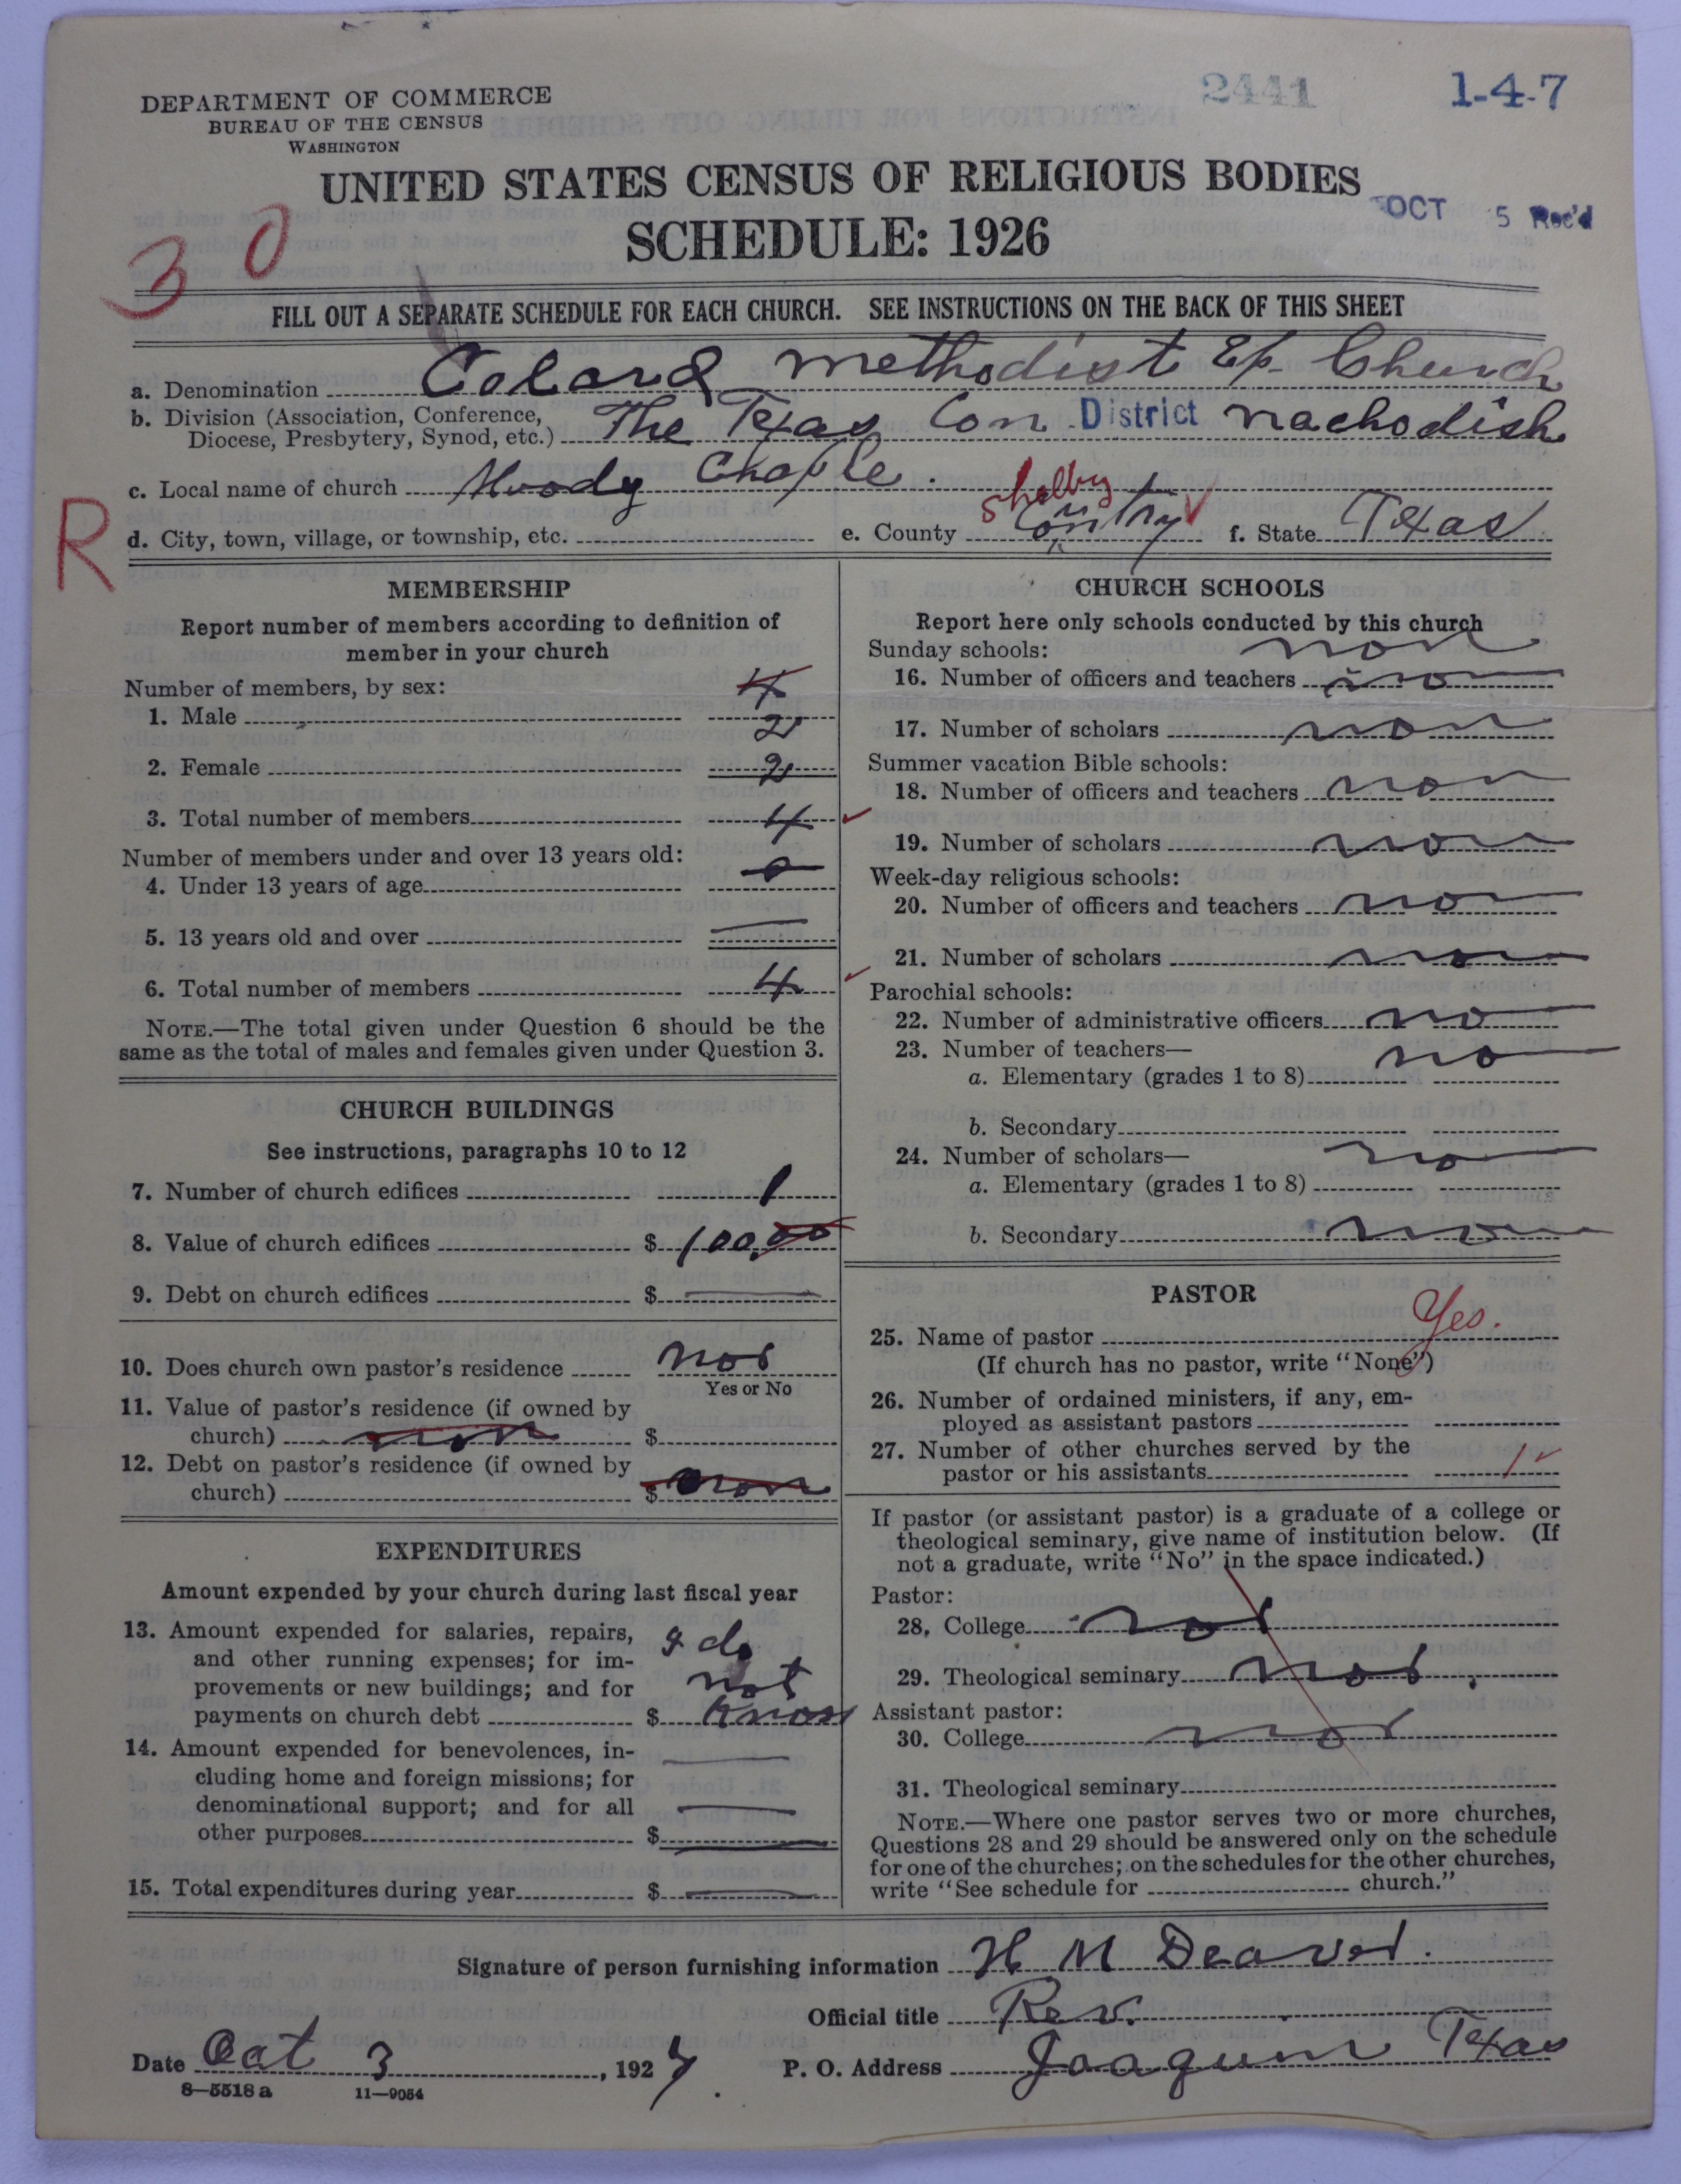 2441 1-4-7
DEPARTMENT OF COMMERCE
BUREAU OF THE CENSUS
WASHINGTON
UNITED STATES CENSUS OF RELIGIOUS BODIES
OCT 5 Rec'd
SCHEDULE: 1926
30
FILL OUT A SEPARATE SCHEDULE FOR EACH CHURCH. SEE INSTRUCTIONS ON THE BACK OF THIS SHEET
a. Denomination Colard Methodist Ep. Church
b. Division (Association, Conference,
Diocese, Presbytery, Synod, etc.) The Texas Con District Nachodish
c. Local name of church Moody Chaple.
R
Shelby
d. City, town, village, or township, etc. e. County Country f. State Texas
MEMBERSHIP
Report number of members according to definition of
member in your church
Number of members, by sex: 4
1. Male 2
2. Female 2
3. Total number of members 4
Number of members under and over 13 years old:
4. Under 13 years of age 0
5. 13 years old and over
6. Total number of members 4
NOTE.—The total given under Question 6 should be the
same as the total of males and females given under Question 3.
CHURCH BUILDINGS
See instructions, paragraphs 10 to 12
7. Number of church edifices 1
8. Value of church edifices $ 100.00
9. Debt on church edifices $
10. Does church own pastor's residence not
Yes or No
11. Value of pastor's residence (if owned by
church) non $
12. Debt on pastor's residence (if owned by
church) $ non
EXPENDITURES
Amount expended by your church during last fiscal year
13. Amount expended for salaries, repairs, I do
and other running expenses; for im-
provements or new buildings; and for not
payments on church debt $ know
14. Amount expended for benevolences, in-
cluding home and foreign missions; for
denominational support; and for all
other purposes $
15. Total expenditures during year $
CHURCH SCHOOLS
Report here only schools conducted by this church
Sunday schools: non
16. Number of officers and teachers no
17. Number of scholars non
Summer vacation Bible schools:
18. Number of officers and teachers non
19. Number of scholars non
Week-day religious schools:
20. Number of officers and teachers non
21. Number of scholars non
Parochial schools:
22. Number of administrative officers no
23. Number of teachers— no
a. Elementary (grades 1 to 8)
b. Secondary
24. Number of scholars— no
a. Elementary (grades 1 to 8)
b. Secondary non
PASTOR
25. Name of pastor Yes.
(If church has no pastor, write "None")
26. Number of ordained ministers, if any, em-
ployed as assistant pastors
27. Number of other churches served by the
pastor or his assistants 1
If pastor (or assistant pastor) is a graduate of a college or
theological seminary, give name of institution below. (If
not a graduate, write "No" in the space indicated.)
Pastor:
28. College not
29. Theological seminary not.
Assistant pastor:
30. College not
31. Theological seminary
NOTE.—Where one pastor serves two or more churches,
Questions 28 and 29 should be answered only on the schedule
for one of the churches; on the schedules for the other churches,
write "See schedule for church."
Signature of person furnishing information H M Deaver.
Official title Rev.
Date Oct 3, 1927 P. O. Address Joaquin Texas
8—5518a 11—9054